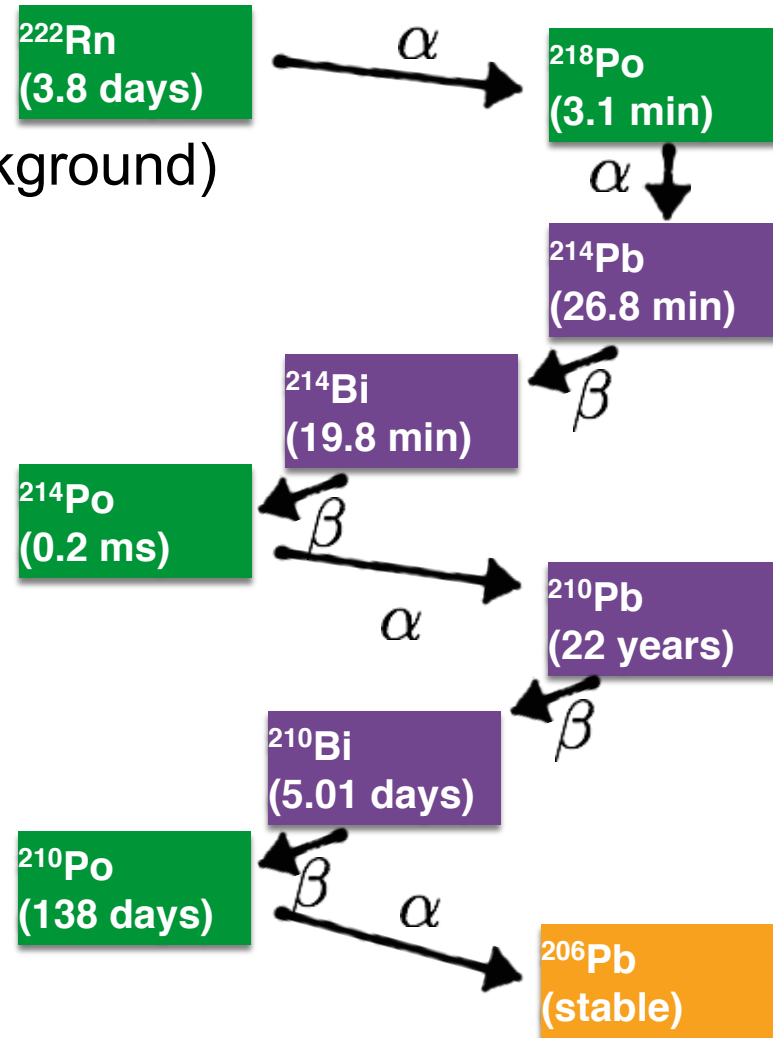 ²²²Rn
(3.8 days)
α
²¹⁸Po
(3.1 min)
kground)
α
²¹⁴Pb
(26.8 min)
β
²¹⁴Bi
(19.8 min)
β
²¹⁴Po
(0.2 ms)
α
²¹⁰Pb
(22 years)
β
²¹⁰Bi
(5.01 days)
β
²¹⁰Po
(138 days)
α
²⁰⁶Pb
(stable)